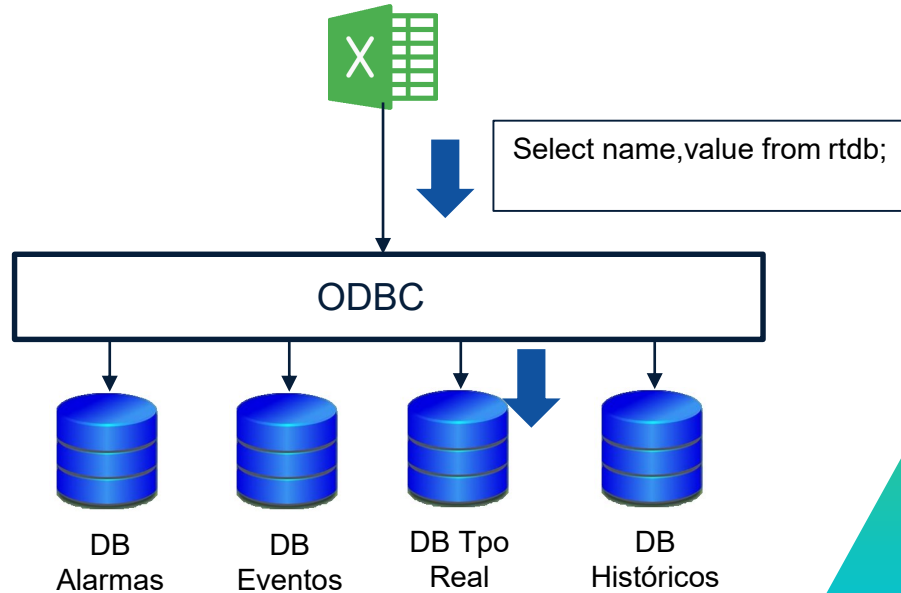 X
Select name,value from rtdb;
ODBC
DB
Alarmas
DB
Eventos
DB Tpo
Real
DB
Históricos